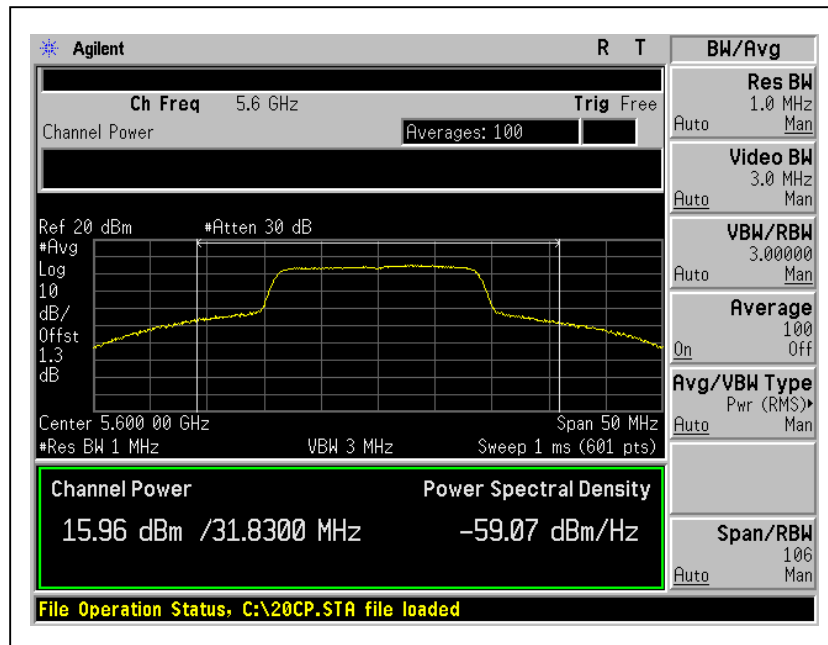 Agilent R T BW/Avg
Ch Freq 5.6 GHz Trig Free
Channel Power Averages: 100
Res BW
1.0 MHz
Auto Man
Video BW
3.0 MHz
Auto Man
VBW/RBW
3.00000
Auto Man
Average
100
On Off
Avg/VBW Type
Pwr (RMS)▸
Auto Man
Span/RBW
106
Auto Man
Ref 20 dBm #Atten 30 dB
#Avg
Log
10
dB/
Offst
1.3
dB
Center 5.600 00 GHz Span 50 MHz
#Res BW 1 MHz VBW 3 MHz Sweep 1 ms (601 pts)
Channel Power Power Spectral Density
15.96 dBm /31.8300 MHz -59.07 dBm/Hz
File Operation Status, C:\20CP.STA file loaded